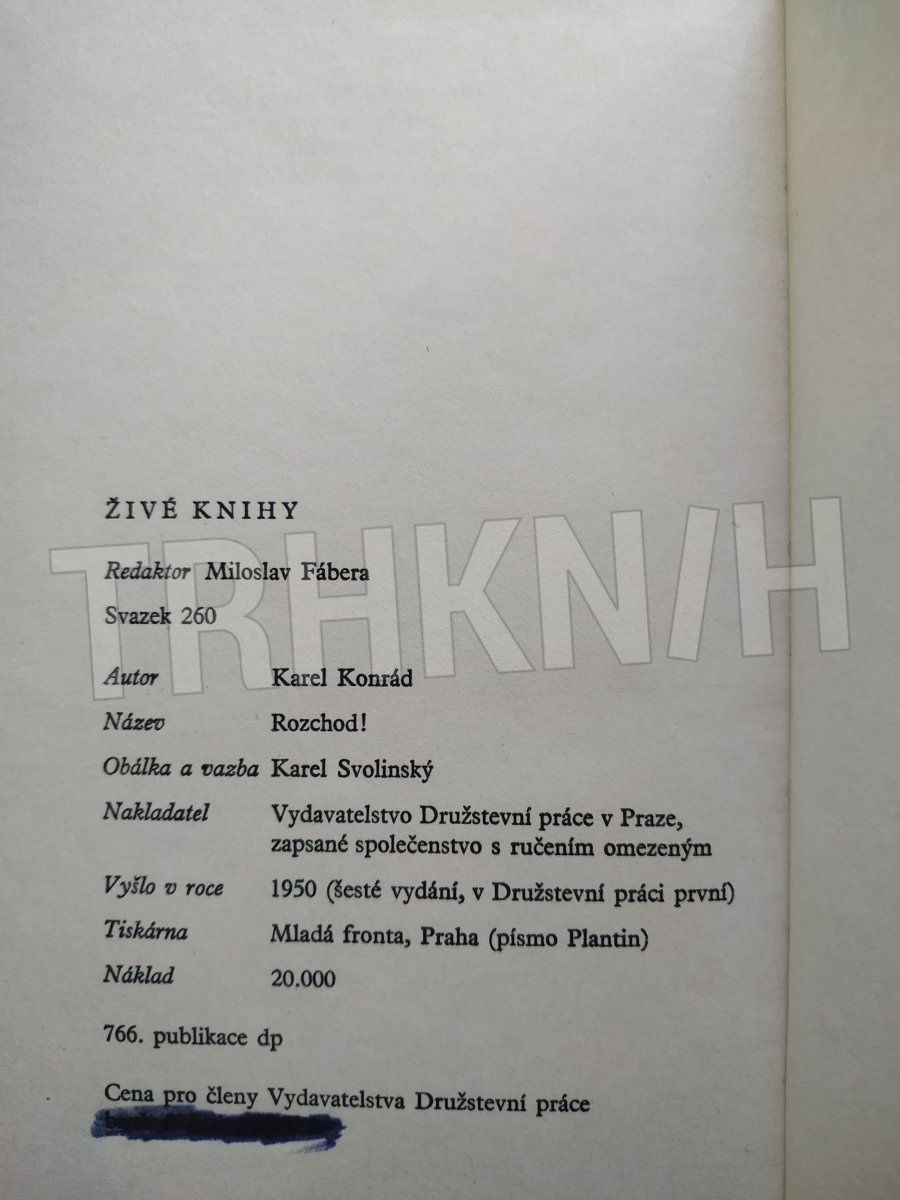 ŽIVÉ KNIHY
Redaktor Miloslav Fábera
Svazek 260
Autor Karel Konrád
Název Rozchod!
Obálka a vazba Karel Svolinský
Nakladatel Vydavatelstvo Družstevní práce v Praze,
zapsané společenstvo s ručením omezeným
Vyšlo v roce 1950 (šesté vydání, v Družstevní práci první)
Tiskárna Mladá fronta, Praha (písmo Plantin)
Náklad 20.000
766. publikace dp
Cena pro členy Vydavatelstva Družstevní práce
TRHKN/H